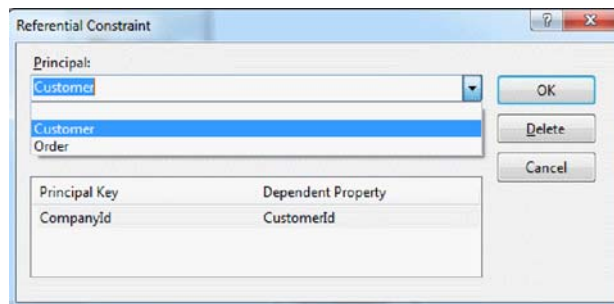 Referential Constraint
Principal:
Customer
OK
Customer
Delete
Order
Cancel
Principal Key Dependent Property
CompanyId CustomerId